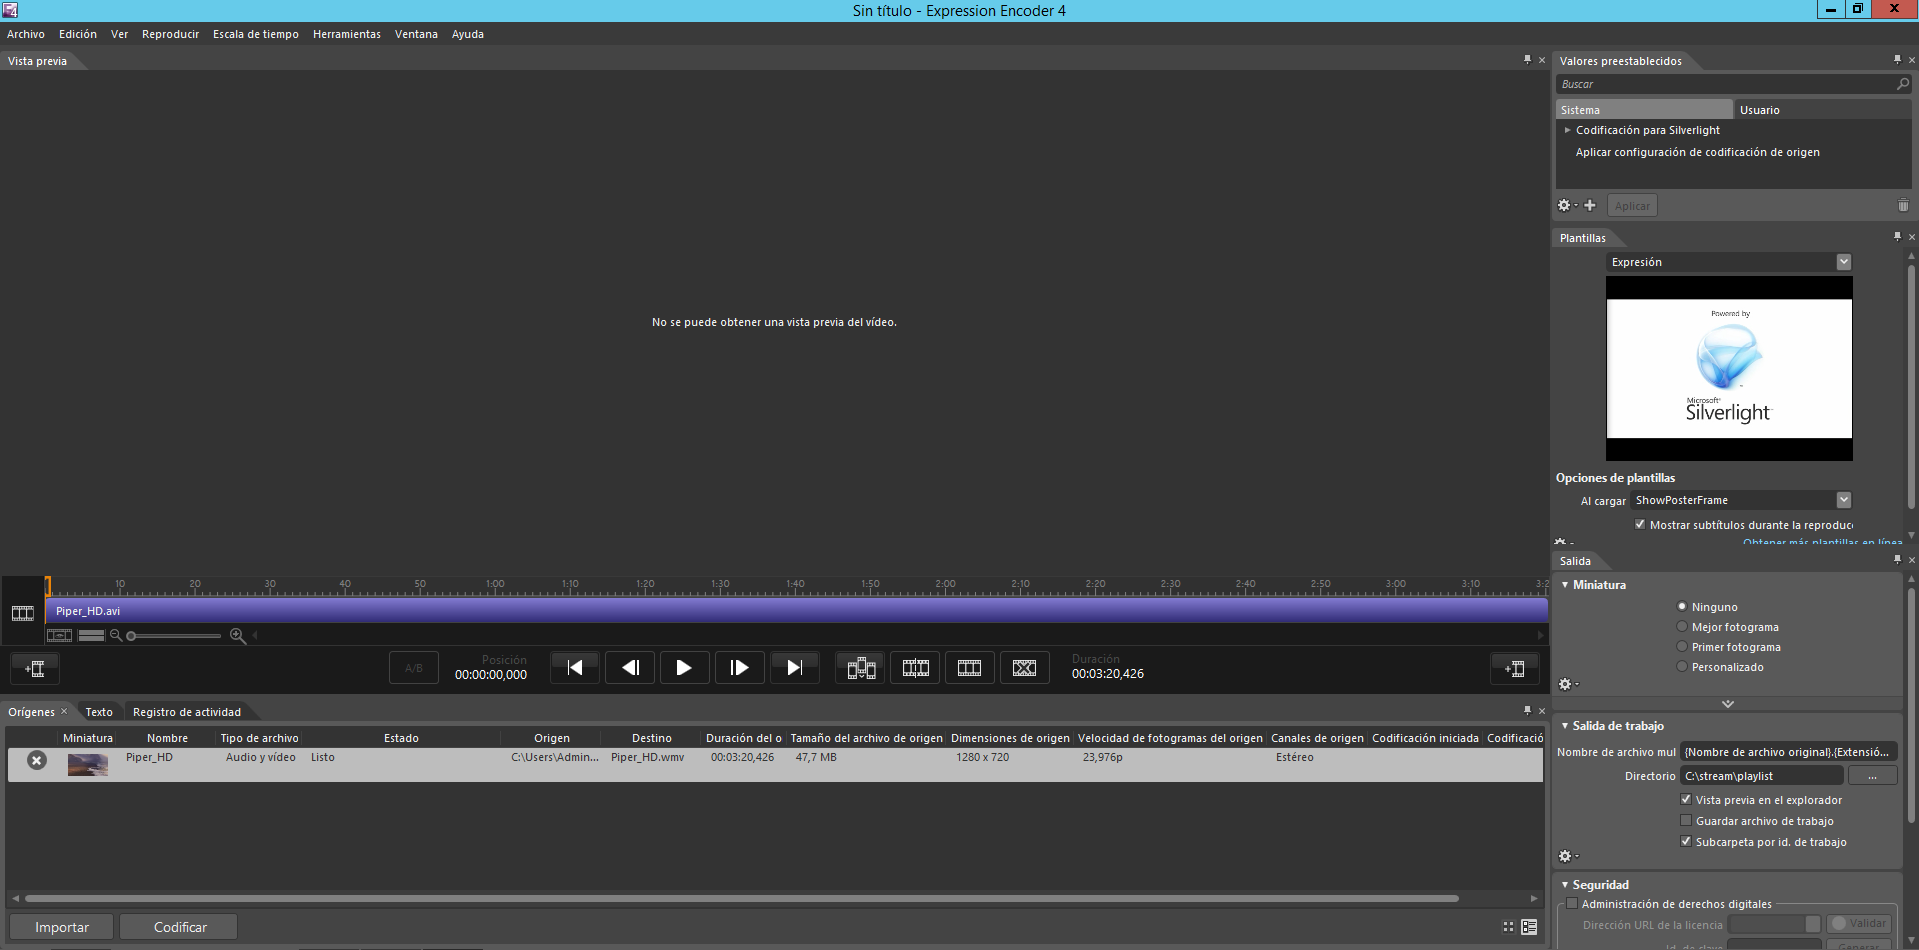 Sin título - Expression Encoder 4
Archivo Edición Ver Reproducir Escala de tiempo Herramientas Ventana Ayuda
Vista previa
No se puede obtener una vista previa del vídeo.
10 20 30 40 50 1:00 1:10 1:20 1:30 1:40 1:50 2:00 2:10 2:20 2:30 2:40 2:50 3:00 3:10 3:2
Piper_HD.avi
A/B
Posición
00:00:00,000
Duración
00:03:20,426
Orígenes Texto Registro de actividad
Miniatura Nombre Tipo de archivo Estado Origen Destino Duración del o Tamaño del archivo de origen Dimensiones de origen Velocidad de fotogramas del origen Canales de origen Codificación iniciada Codificació
Piper_HD Audio y vídeo Listo C:\Users\Admin... Piper_HD.wmv 00:03:20,426 47,7 MB 1280 x 720 23,976p Estéreo
Importar Codificar
Valores preestablecidos
Buscar
Sistema Usuario
Codificación para Silverlight
Aplicar configuración de codificación de origen
Aplicar
Plantillas
Expresión
Powered by
Microsoft®
Silverlight™
Opciones de plantillas
Al cargar ShowPosterFrame
Mostrar subtítulos durante la reproducc
Obtener más plantillas en línea
Salida
Miniatura
Ninguno
Mejor fotograma
Primer fotograma
Personalizado
Salida de trabajo
Nombre de archivo mul {Nombre de archivo original}.{Extensió...
Directorio C:\stream\playlist ...
Vista previa en el explorador
Guardar archivo de trabajo
Subcarpeta por id. de trabajo
Seguridad
Administración de derechos digitales
Dirección URL de la licencia Validar
Id. de clave Generar